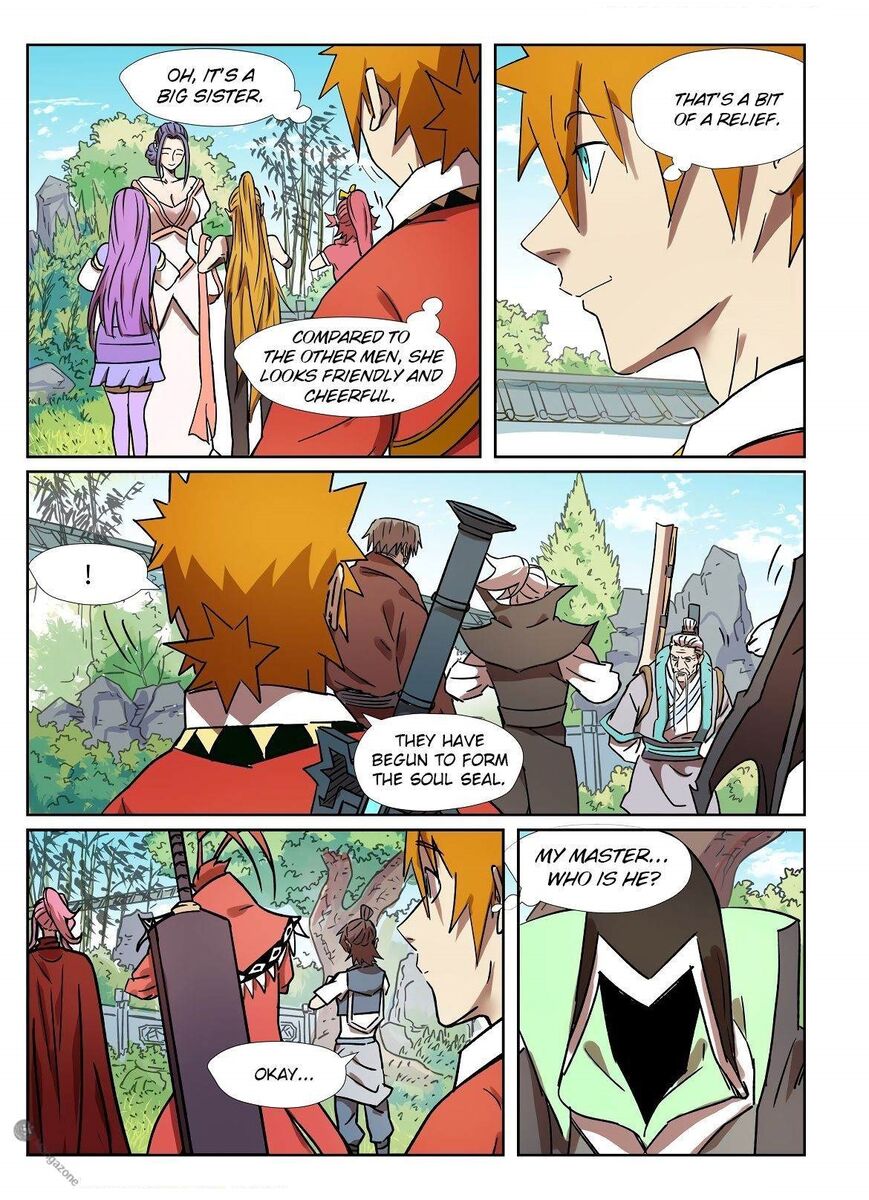 OH, IT'S A
BIG SISTER.
THAT'S A BIT
OF A RELIEF.
COMPARED TO
THE OTHER MEN, SHE
LOOKS FRIENDLY AND
CHEERFUL.
!
THEY HAVE
BEGUN TO FORM
THE SOUL SEAL.
MY MASTER...
WHO IS HE?
OKAY...